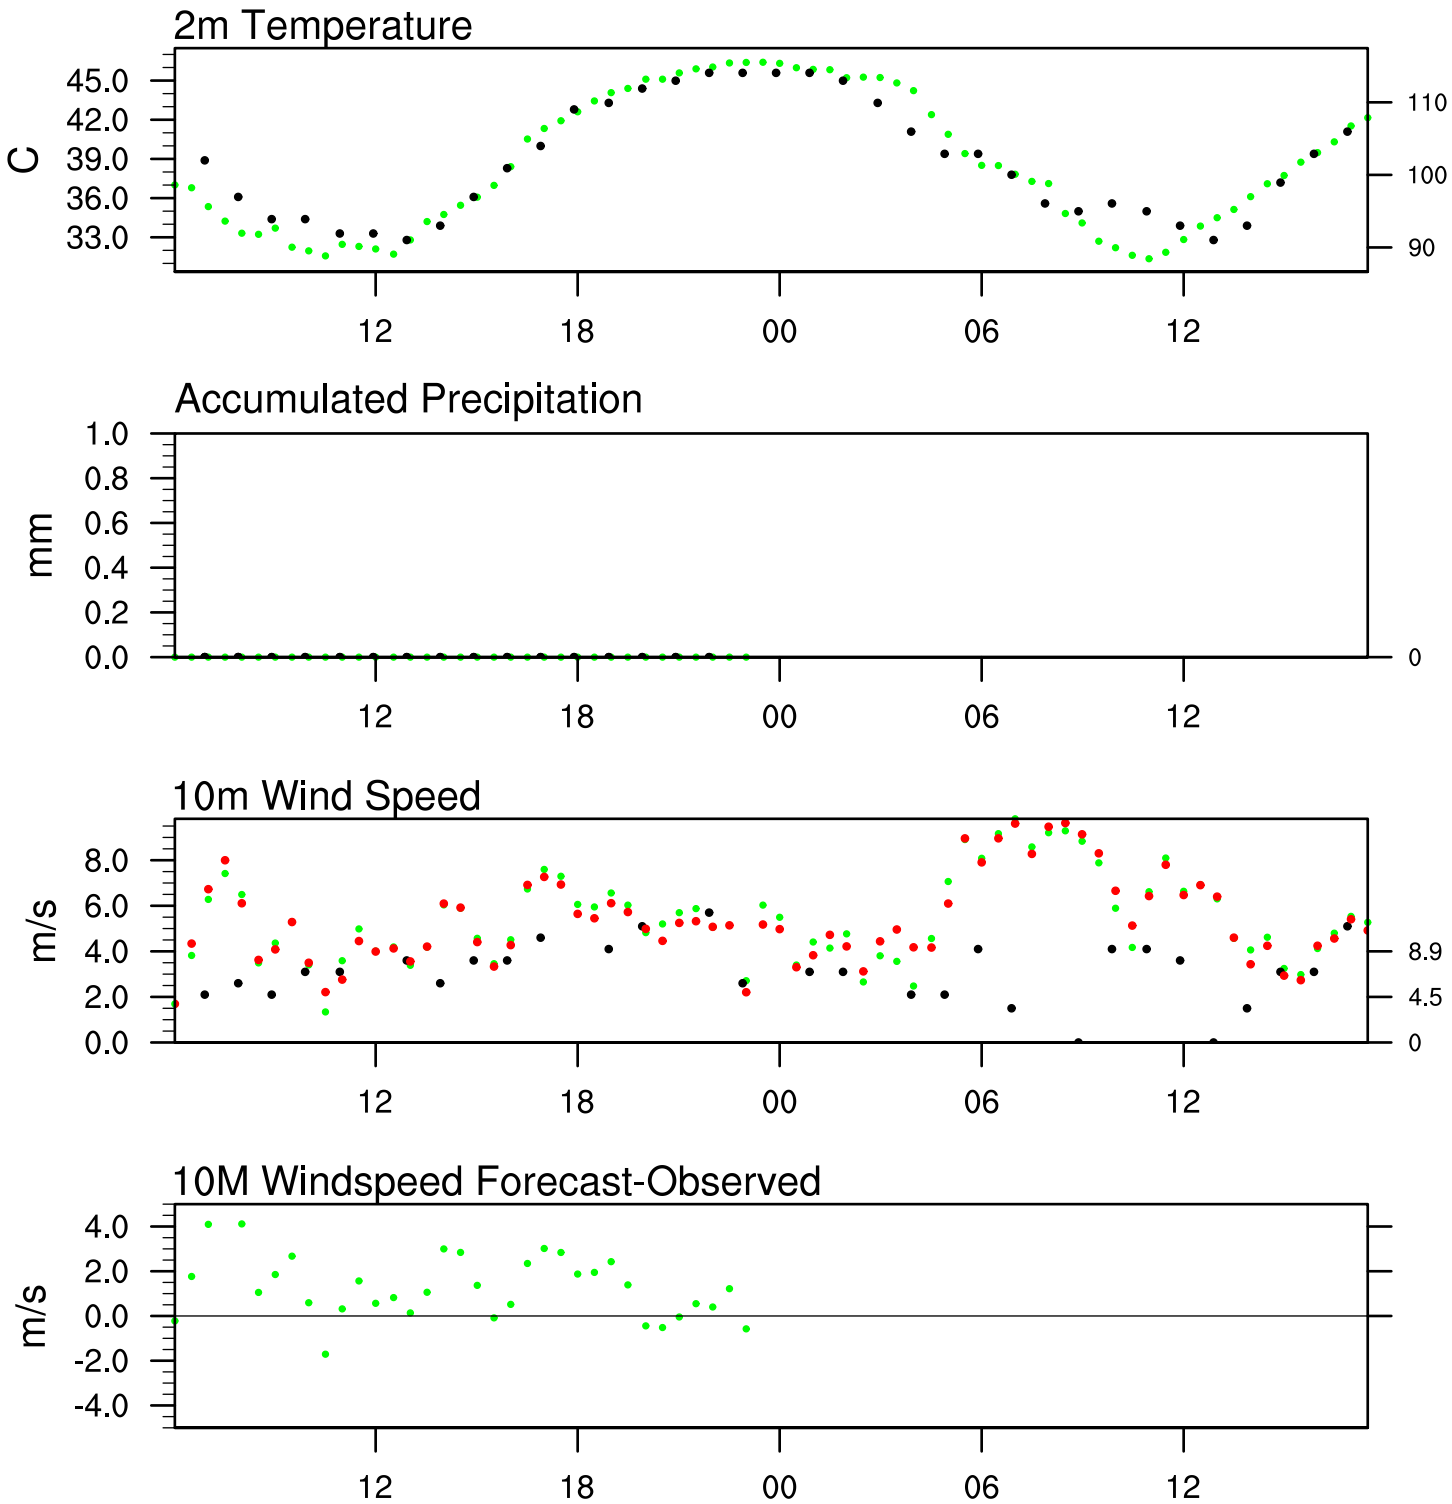 2m Temperature
45.0
42.0
39.0
36.0
33.0
C
110
100
90
12 18 00 06 12
Accumulated Precipitation
1.0
0.8
0.6
0.4
0.2
0.0
mm
0
12 18 00 06 12
10m Wind Speed
8.0
6.0
4.0
2.0
0.0
m/s
8.9
4.5
0
12 18 00 06 12
10M Windspeed Forecast-Observed
4.0
2.0
0.0
-2.0
-4.0
m/s
12 18 00 06 12